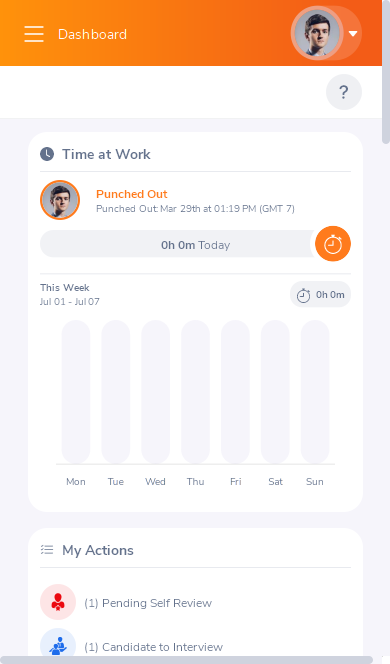 Dashboard
?
Time at Work
Punched Out
Punched Out: Mar 29th at 01:19 PM (GMT 7)
0h 0m Today
This Week
Jul 01 - Jul 07
0h 0m
Mon Tue Wed Thu Fri Sat Sun
My Actions
(1) Pending Self Review
(1) Candidate to Interview